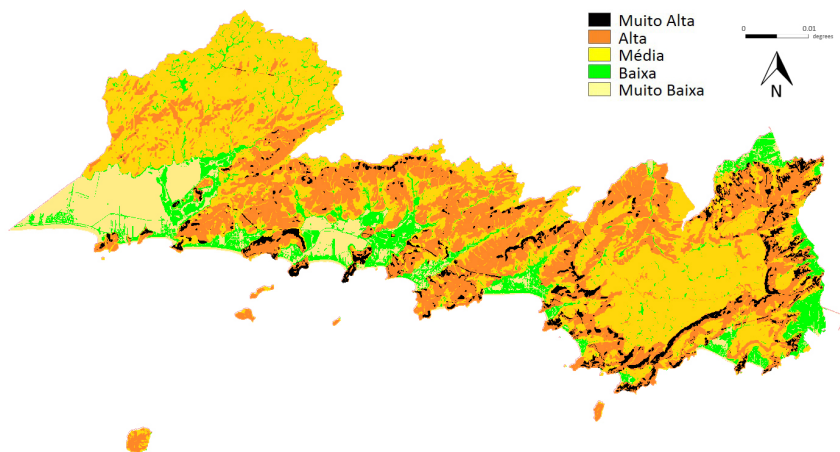 Muito Alta
Alta
Média
Baixa
Muito Baixa
0 0.01
degrees
N